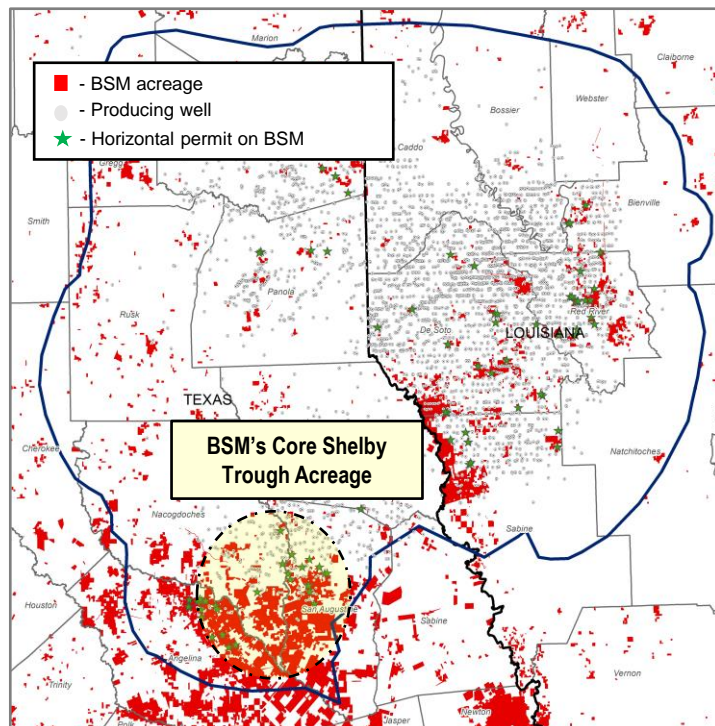 Marion
Claiborne
- BSM acreage
- Producing well
- Horizontal permit on BSM
Webster
Bossier
Caddo
Gregg
Bienville
Smith
Panola
Rusk
De Soto
Red River
LOUISIANA
TEXAS
BSM's Core Shelby
Trough Acreage
Cherokee
Natchitoches
Nacogdoches
Sabine
Houston
San Augustine
Sabine
Angelina
Vernon
Trinity
Newton
Jasper
Polk